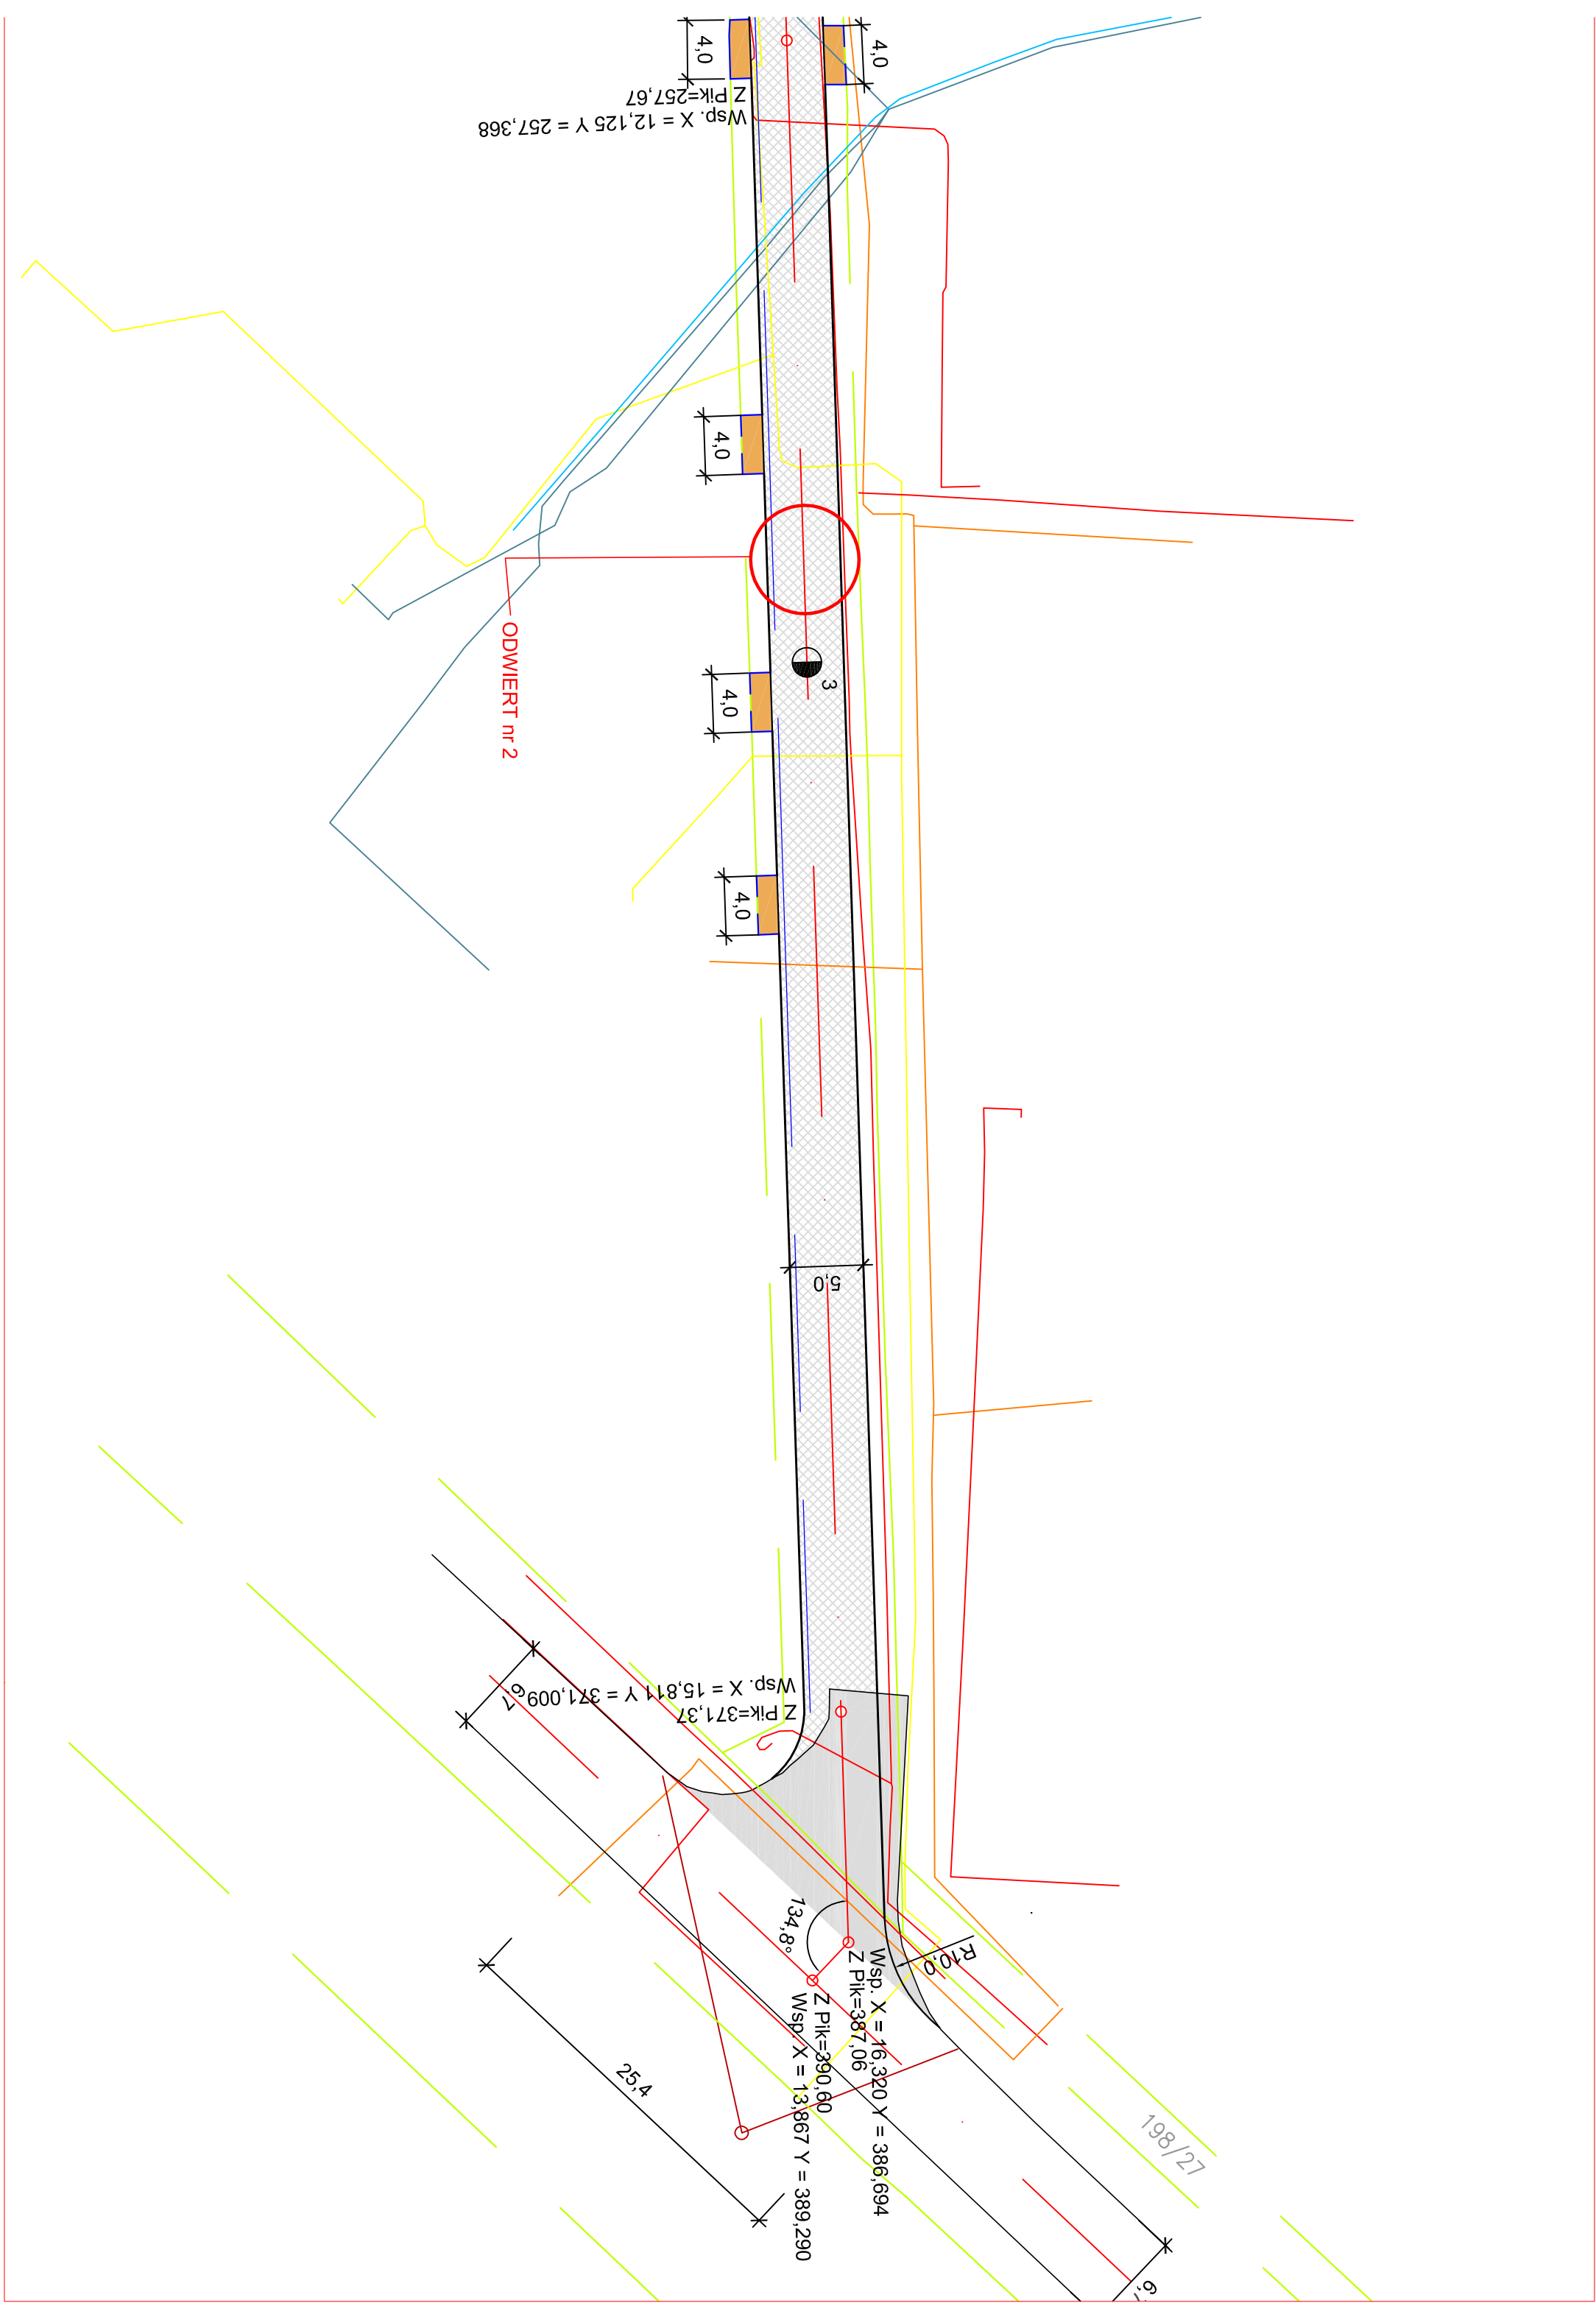 4,0
4,0
Z Pik=257,67
Wsp. X = 12,125 Y = 257,368
4,0
ODWIERT nr 2
3
4,0
4,0
5,0
6,7
Wsp. X = 15,811 Y = 371,009
Z Pik=371,37
134,8°
R10,0
Wsp. X = 16,320 Y = 386,694
Z Pik=387,06
Z Pik=390,60
Wsp. X = 13,867 Y = 389,290
25,4
198/27